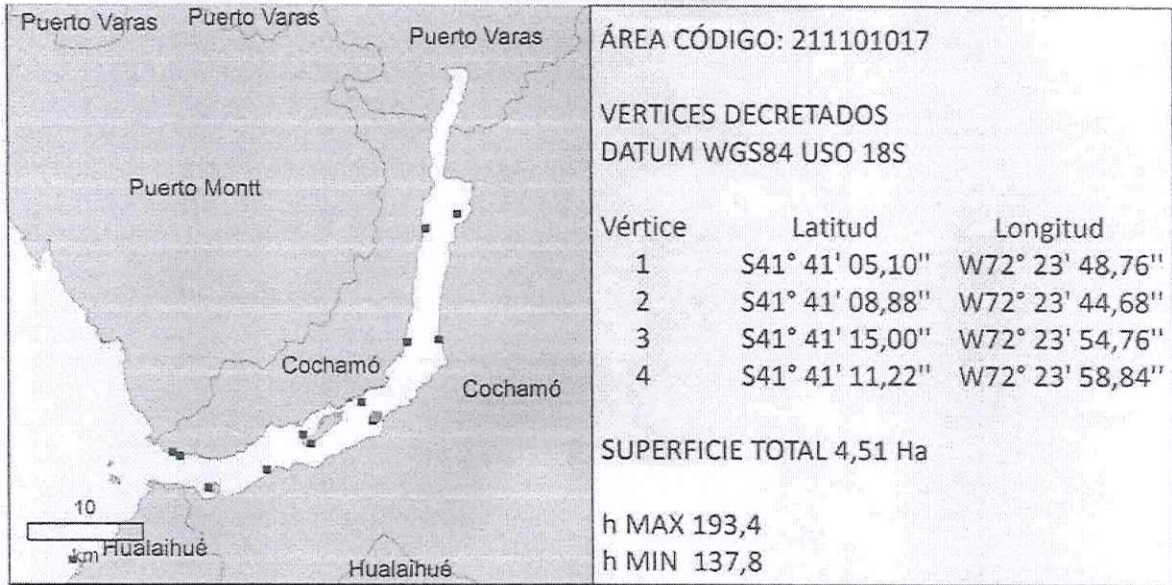 Puerto Varas
Puerto Varas
Puerto Varas
Puerto Montt
Cochamó
Cochamó
10
km
Hualaihué
Hualaihué
ÁREA CÓDIGO: 211101017
VERTICES DECRETADOS
DATUM WGS84 USO 18S
Vértice Latitud Longitud
1 S41° 41' 05,10'' W72° 23' 48,76''
2 S41° 41' 08,88'' W72° 23' 44,68''
3 S41° 41' 15,00'' W72° 23' 54,76''
4 S41° 41' 11,22'' W72° 23' 58,84''
SUPERFICIE TOTAL 4,51 Ha
h MAX 193,4
h MIN 137,8